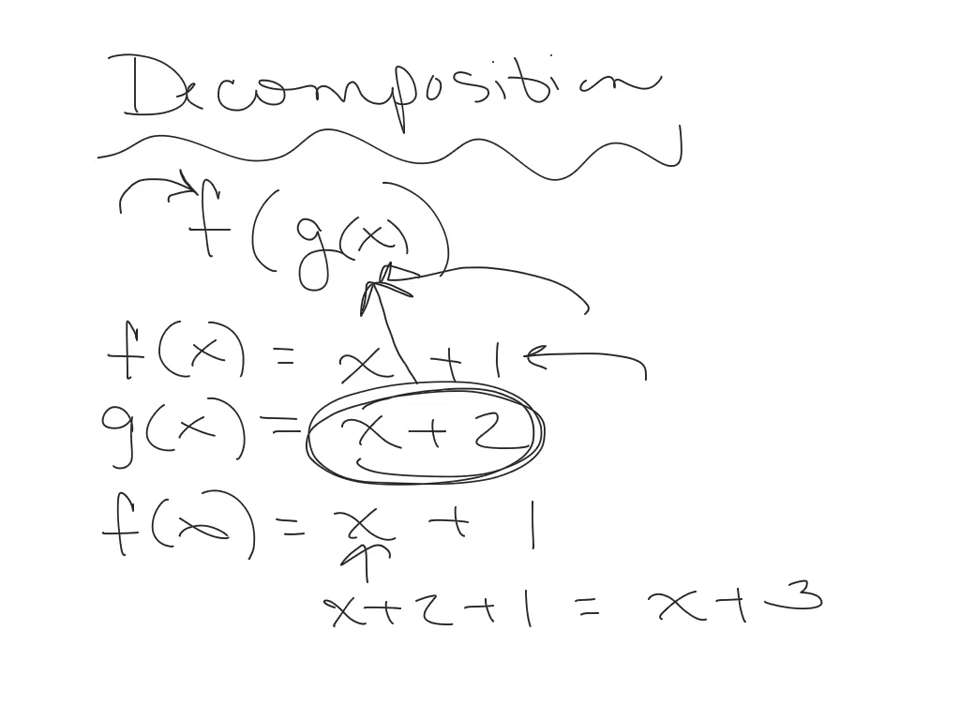 Decomposition
f(g(x))
f(x) = x + 1
g(x) = x + 2
f(x) = x + 1
x + 2 + 1 = x + 3